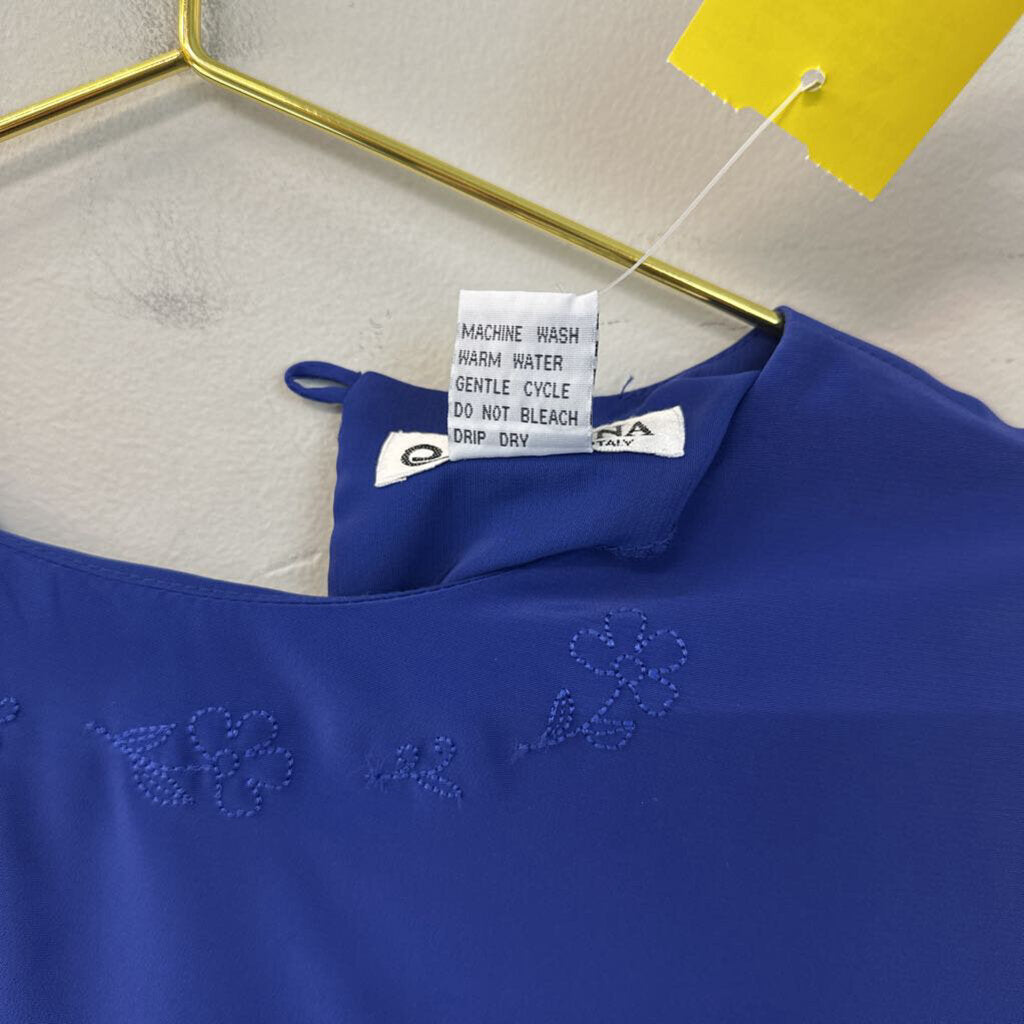 MACHINE WASH
WARM WATER
GENTLE CYCLE
DO NOT BLEACH
DRIP DRY